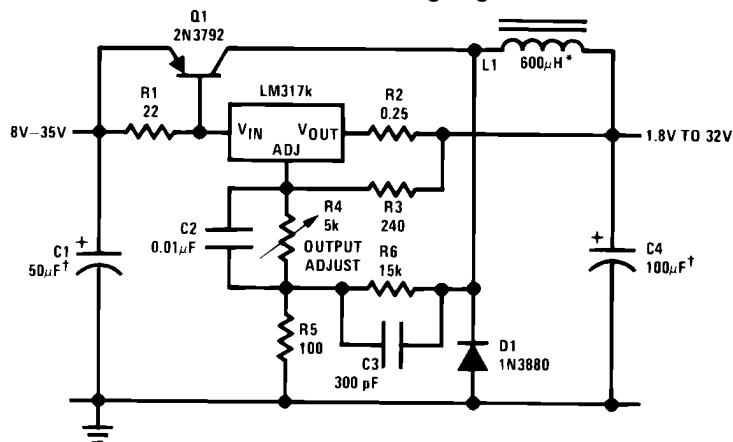 Q1
2N3792
L1
600μH*
R1
22
LM317k
R2
0.25
8V–35V
VIN
VOUT
ADJ
1.8V TO 32V
R3
240
R4
5k
OUTPUT
ADJUST
C2
0.01μF
R6
15k
C1
+
50μF†
+
C4
100μF†
R5
100
C3
300 pF
D1
1N3880